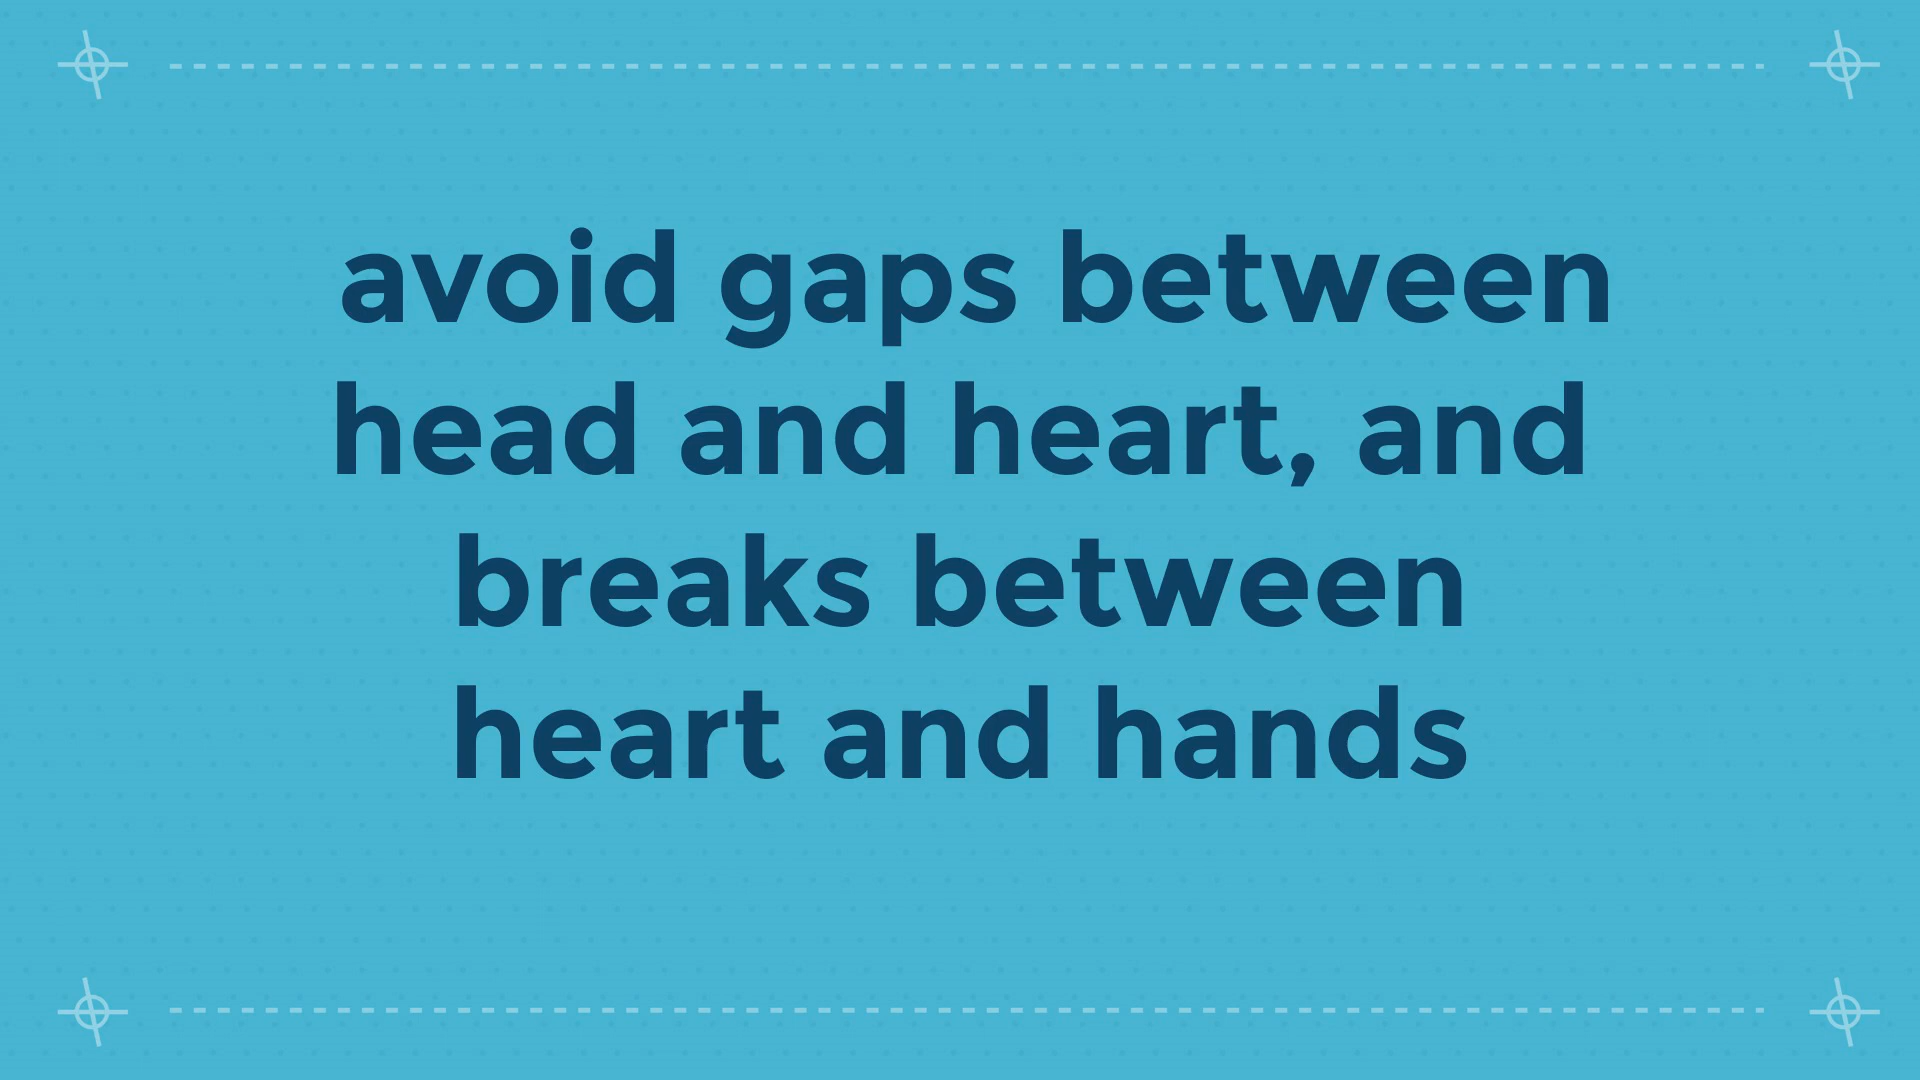 avoid gaps between
head and heart, and
breaks between
heart and hands